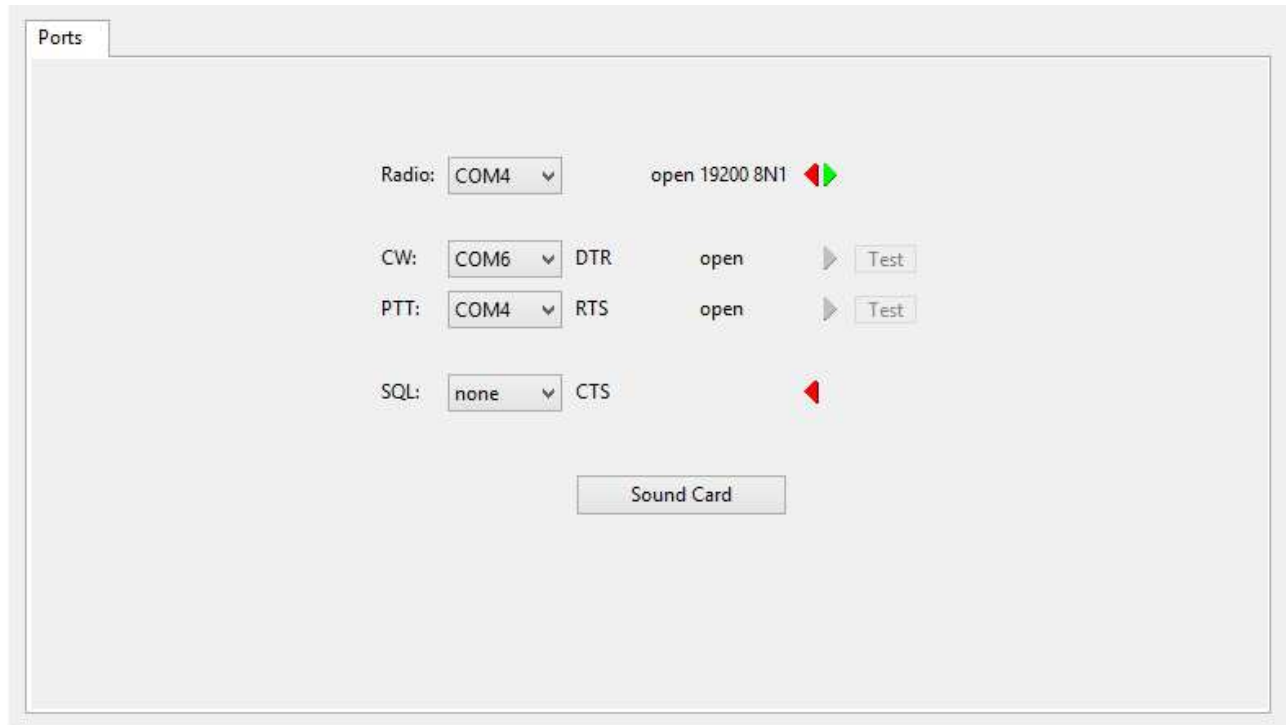 Ports
Radio: COM4 open 19200 8N1
CW: COM6 DTR open Test
PTT: COM4 RTS open Test
SQL: none CTS
Sound Card